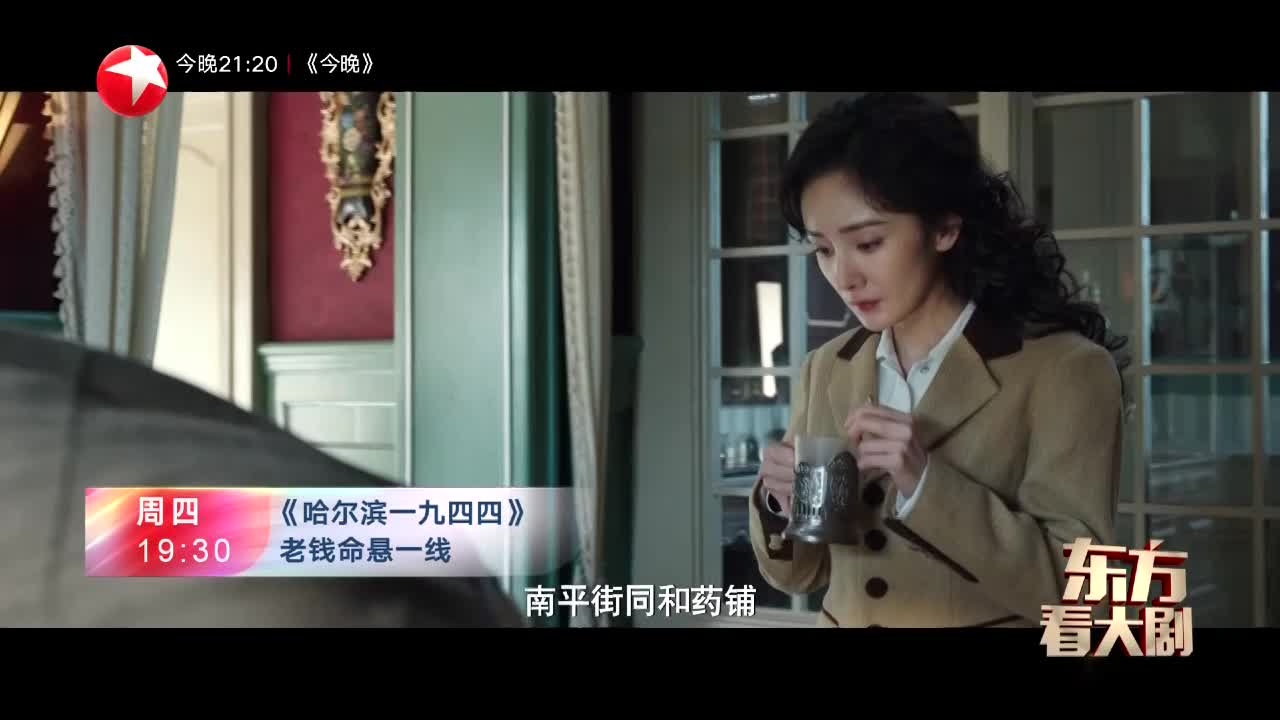 今晚21:20 | 《今晚》
周四
19:30
《哈尔滨一九四四》
老钱命悬一线
南平街同和药铺
东方
看大剧